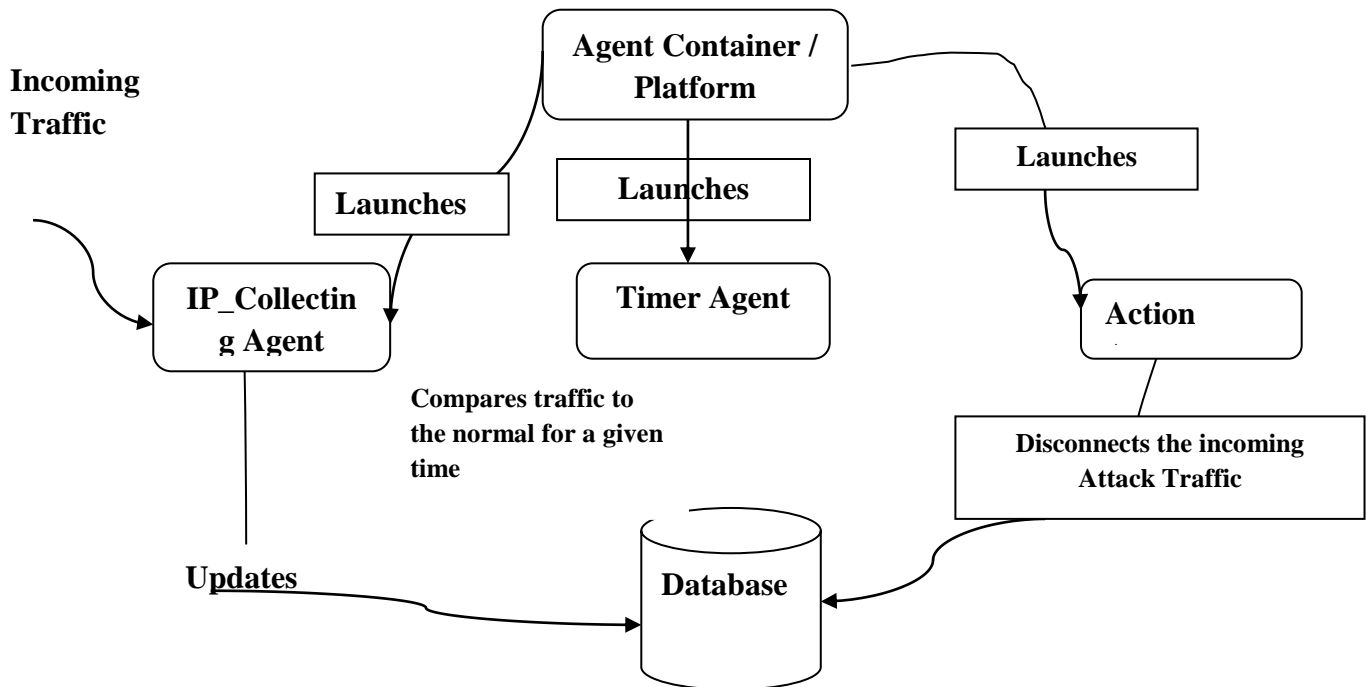 Agent Container /
Platform
Incoming
Traffic
Launches
Launches
Launches
IP_Collectin
g Agent
Timer Agent
Action
Compares traffic to
the normal for a given
time
Disconnects the incoming
Attack Traffic
Updates
Database